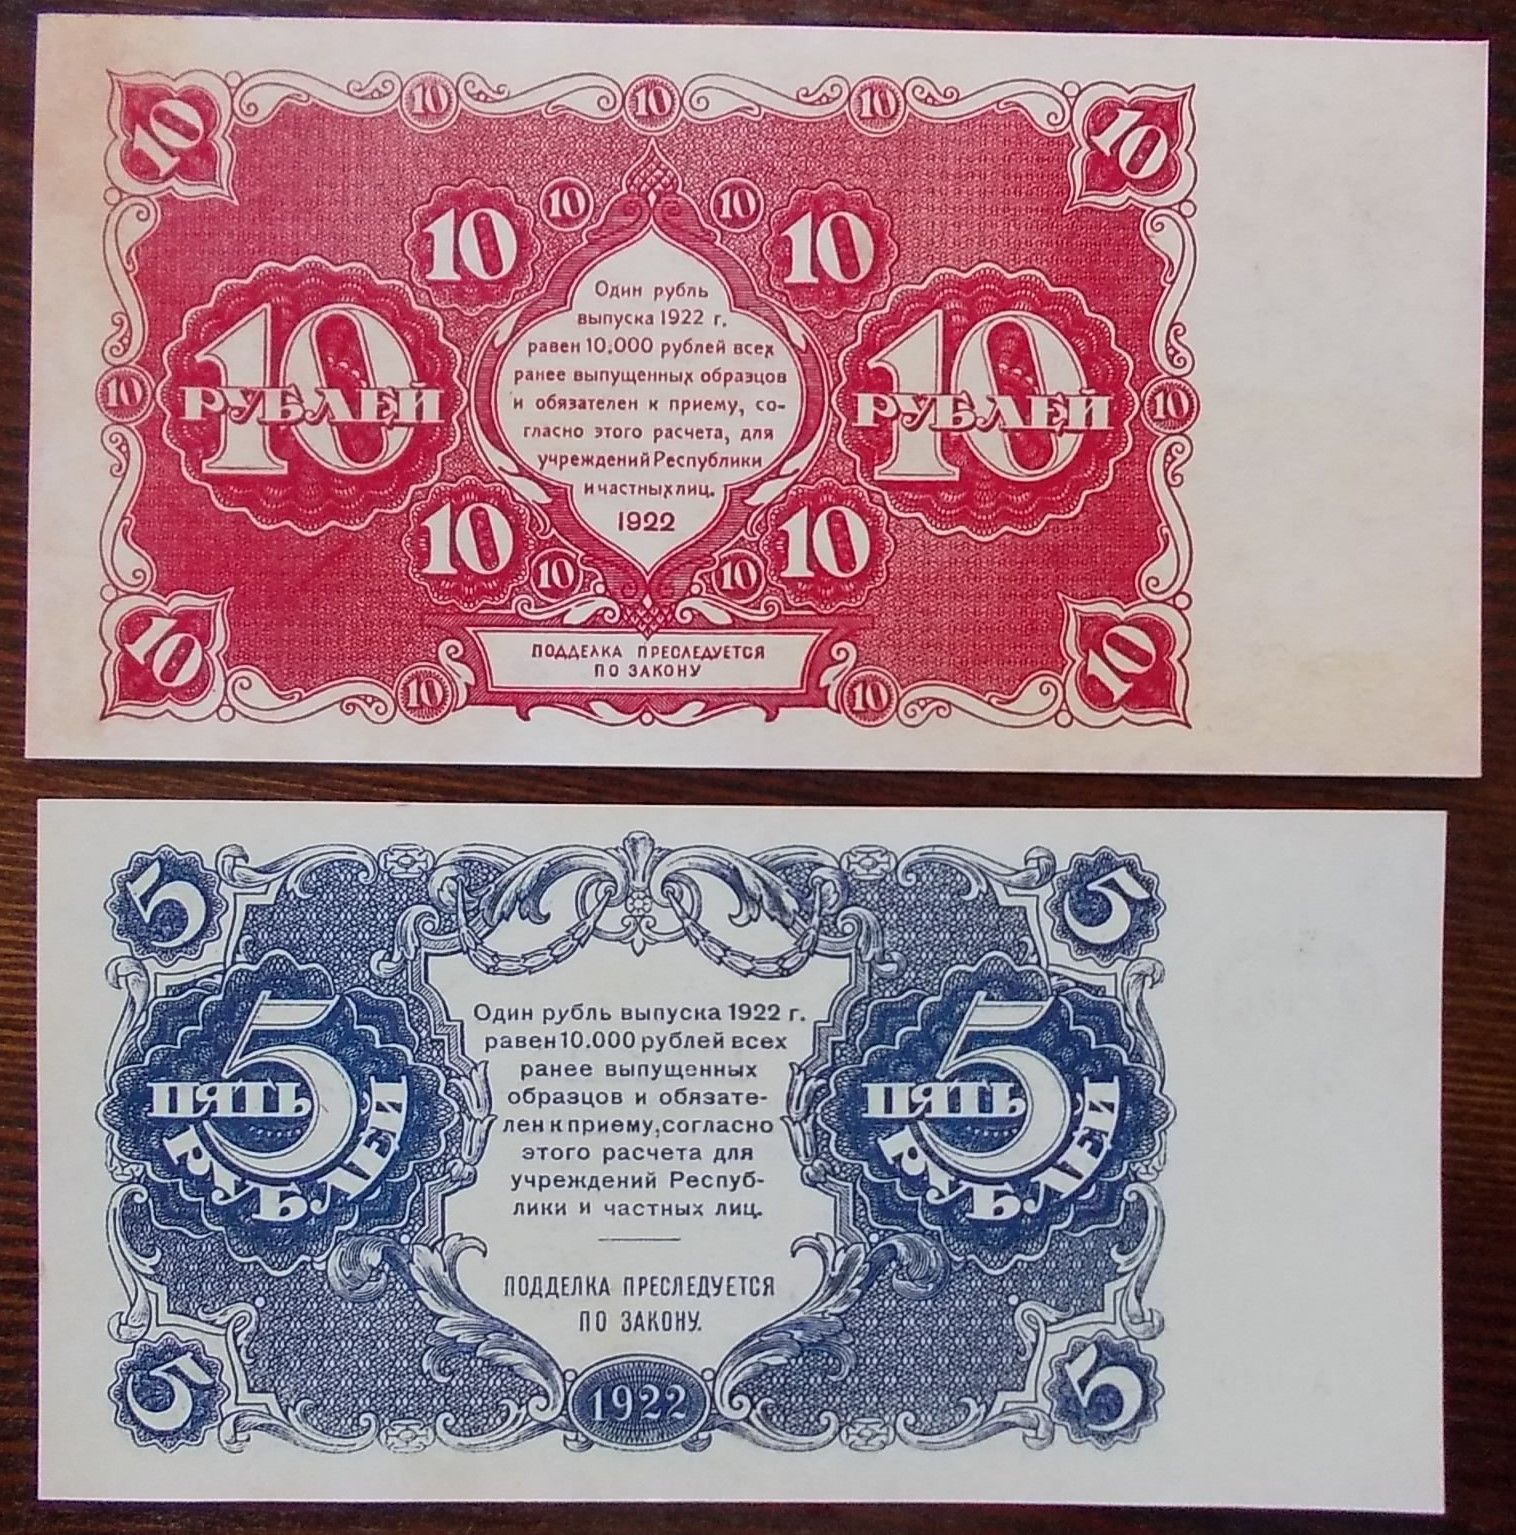 10 10 10 10 10
10 10 10 10
Один рубль
выпуска 1922 г.
равен 10.000 рублей всех
ранее выпущенных образцов
и обязателен к приему, со-
гласно этого расчета, для
учреждений Республики
и частных лиц.
1922
10 10 РУБЛЕЙ 10 РУБЛЕЙ 10
10 10 10 10
ПОДДЕЛКА ПРЕСЛЕДУЕТСЯ
ПО ЗАКОНУ
10 10 10 10
5 5
Один рубль выпуска 1922 г.
равен 10.000 рублей всех
ранее выпущенных
образцов и обязате-
лен к приему, согласно
этого расчета для
учреждений Респуб-
лики и частных лиц.
5 ПЯТЬ РУБЛЕЙ 5 ПЯТЬ РУБЛЕЙ
ПОДДЕЛКА ПРЕСЛЕДУЕТСЯ
ПО ЗАКОНУ.
5 1922 5